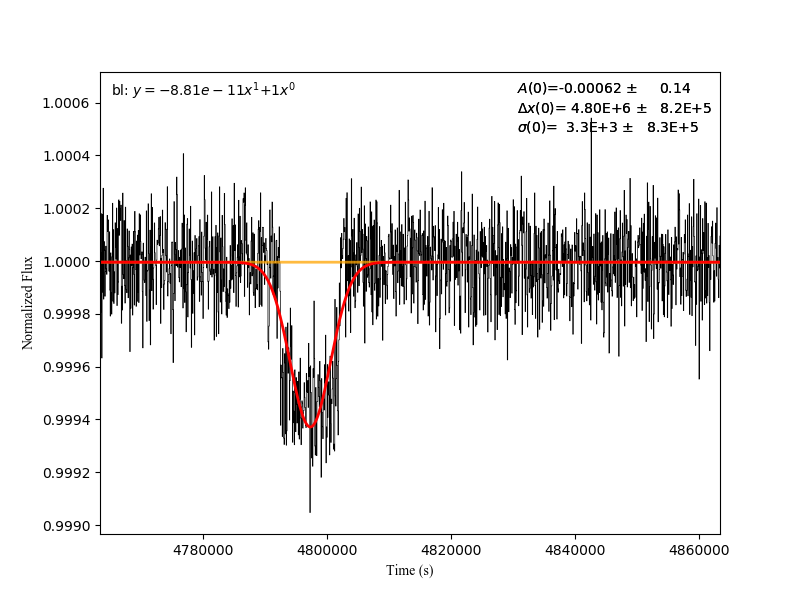 bl: y = −8.81e − 11x¹+1x⁰
A(0)=-0.00062 ± 0.14
Δx(0)= 4.80E+6 ± 8.2E+5
σ(0)= 3.3E+3 ± 8.3E+5
1.0006
1.0004
1.0002
1.0000
0.9998
0.9996
0.9994
0.9992
0.9990
Normalized Flux
4780000 4800000 4820000 4840000 4860000
Time (s)